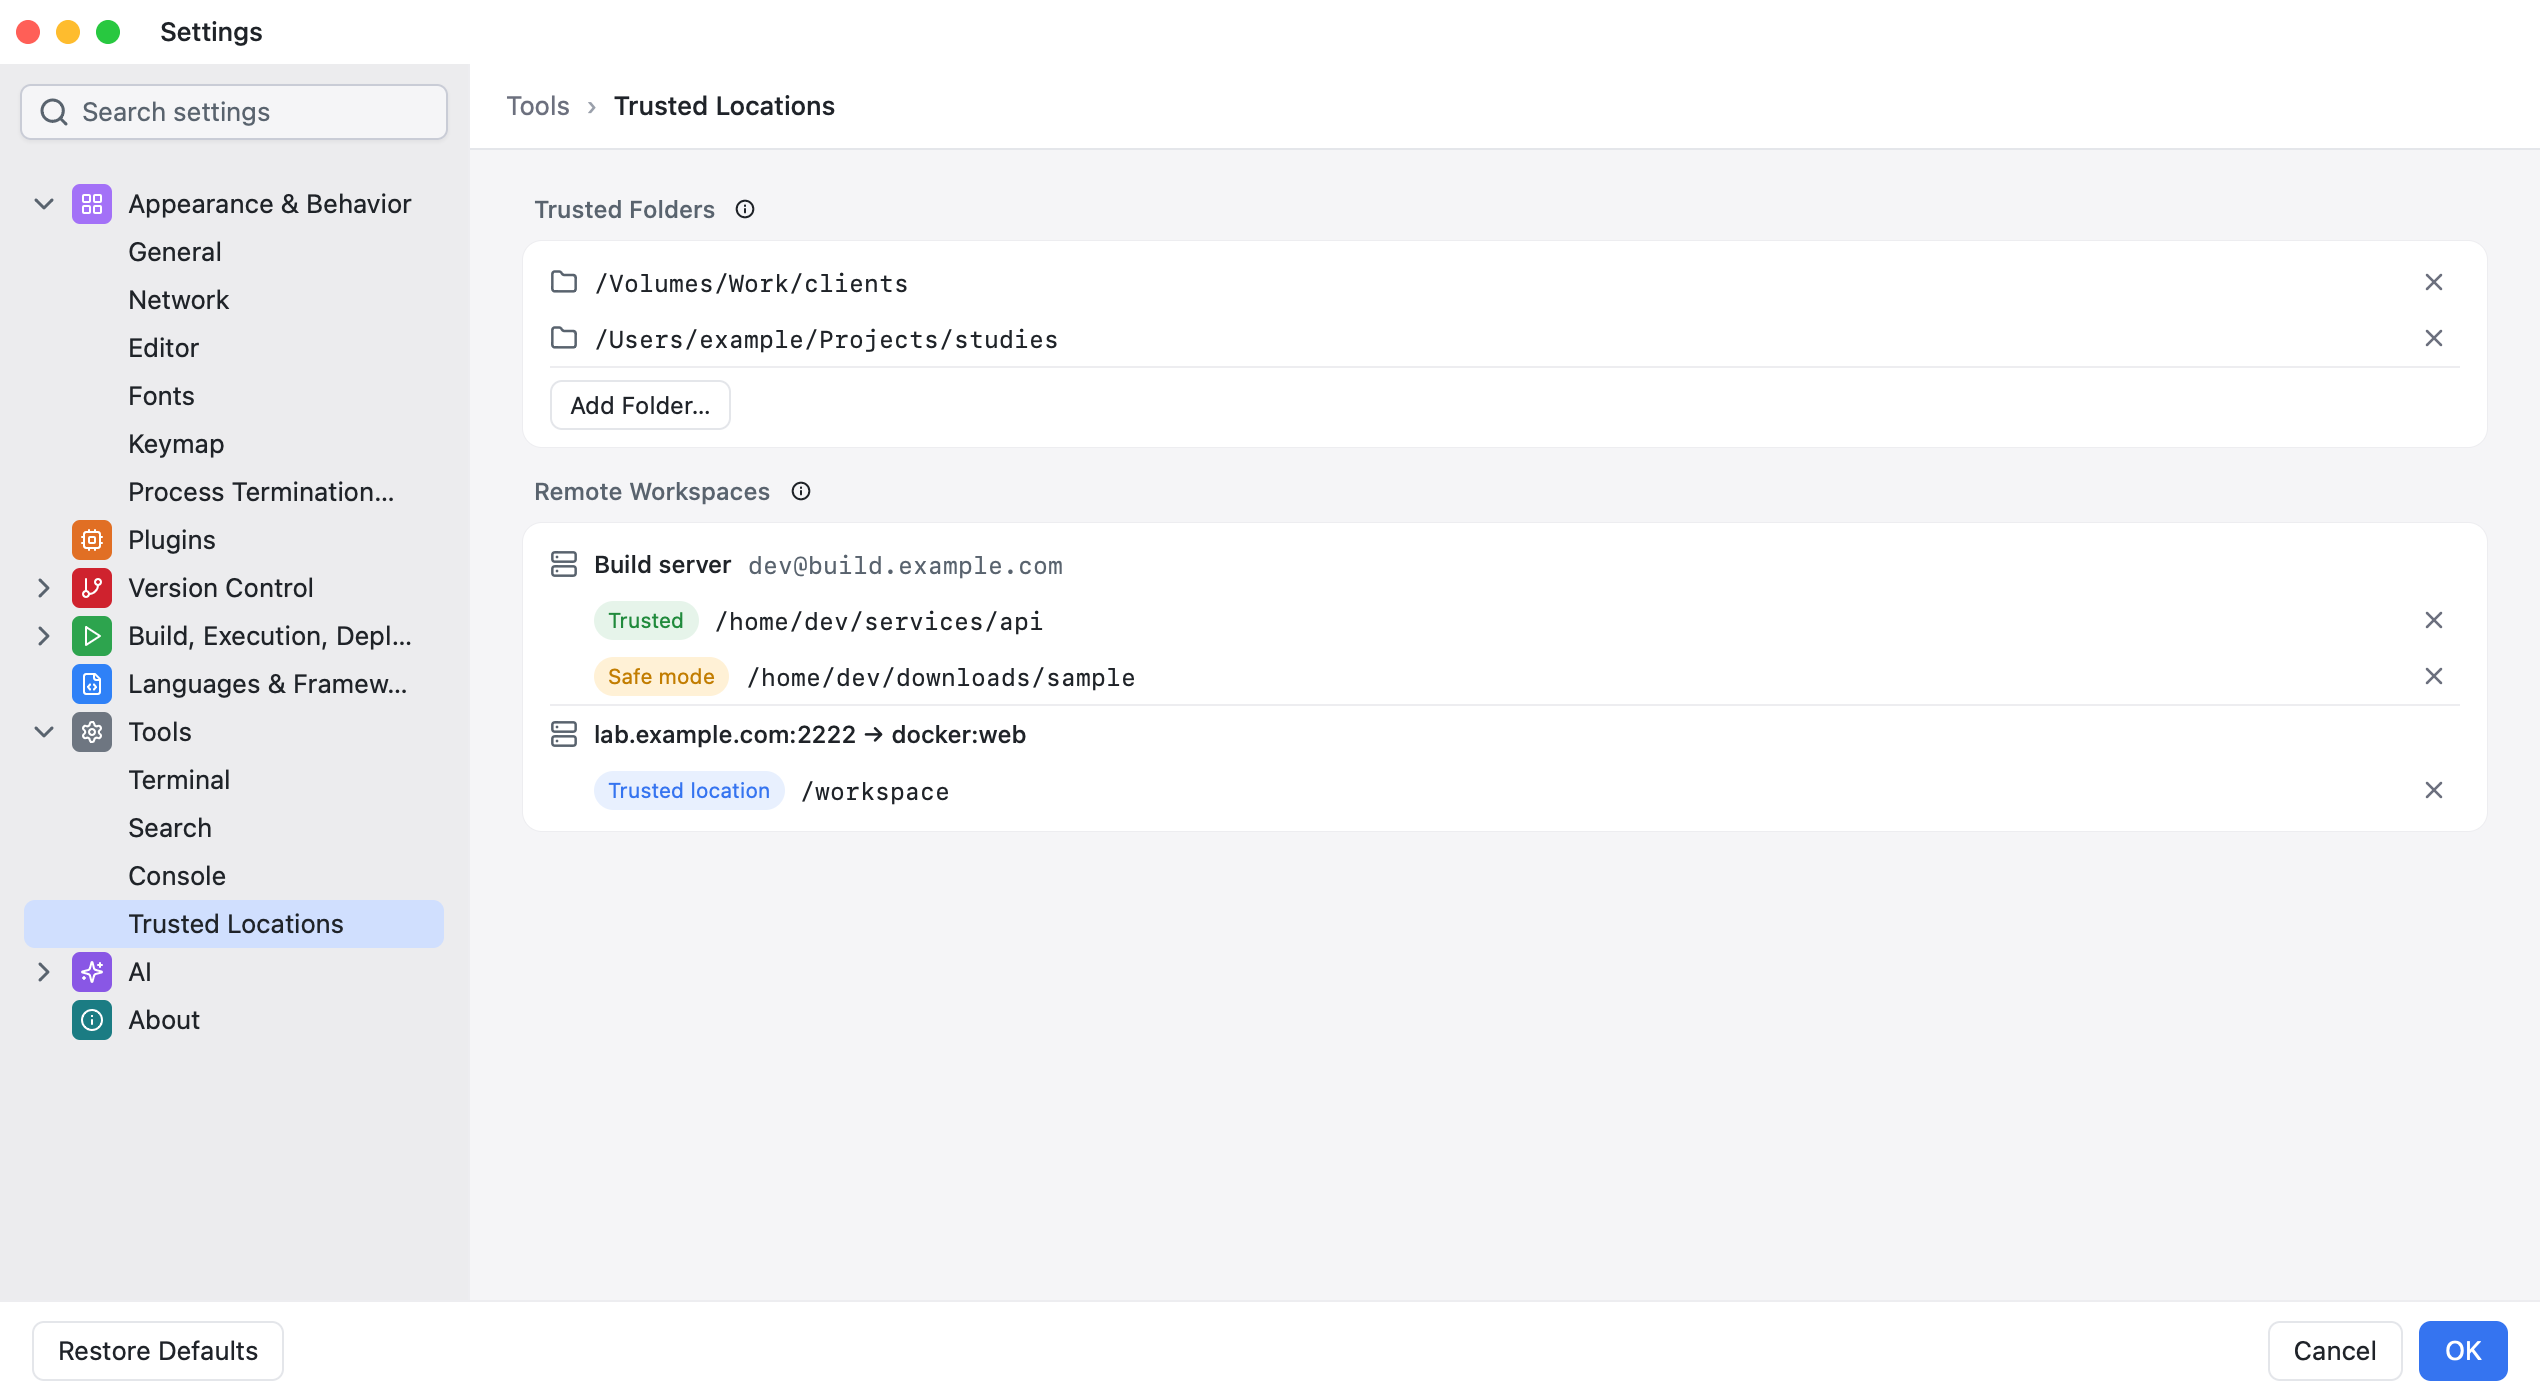 Settings
Search settings
Appearance & Behavior
General
Network
Editor
Fonts
Keymap
Process Termination...
Plugins
Version Control
Build, Execution, Depl...
Languages & Framew...
Tools
Terminal
Search
Console
Trusted Locations
AI
About
Tools › Trusted Locations
Trusted Folders
/Volumes/Work/clients
/Users/example/Projects/studies
Add Folder...
Remote Workspaces
Build server dev@build.example.com
Trusted /home/dev/services/api
Safe mode /home/dev/downloads/sample
lab.example.com:2222 → docker:web
Trusted location /workspace
Restore Defaults
Cancel
OK